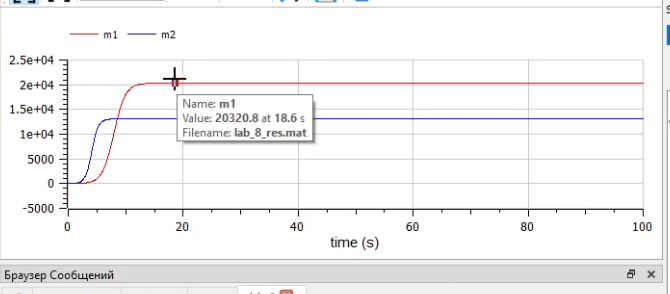 m1 m2
2.5e+04
2e+04
1.5e+04
1e+04
5000
0
-5000
Name: m1
Value: 20320.8 at 18.6 s
Filename: lab_8_res.mat
0 20 40 60 80 100
time (s)
Браузер Сообщений